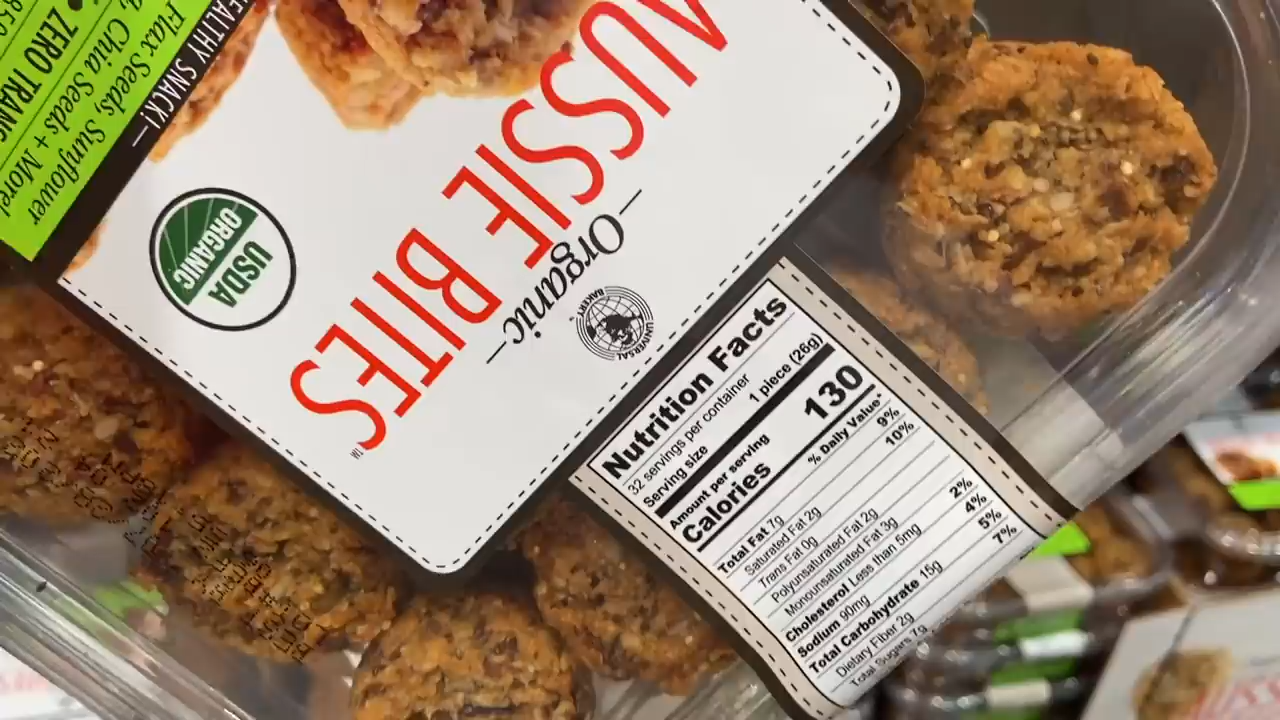 HEALTHY SNACK!
Flax Seeds, Sunflower
Chia Seeds + More!
ZERO TRANS
USDA
ORGANIC
UNIVERSAL
BAKERY
Organic
AUSSIE BITES™
Nutrition Facts
32 servings per container
Serving size 1 piece (26g)
Amount per serving
Calories 130
% Daily Value*
Total Fat 7g 9%
Saturated Fat 2g 10%
Trans Fat 0g
Polyunsaturated Fat 2g
Monounsaturated Fat 3g
Cholesterol Less than 5mg 2%
Sodium 90mg 4%
Total Carbohydrate 15g 5%
Dietary Fiber 2g 7%
Total Sugars 7g